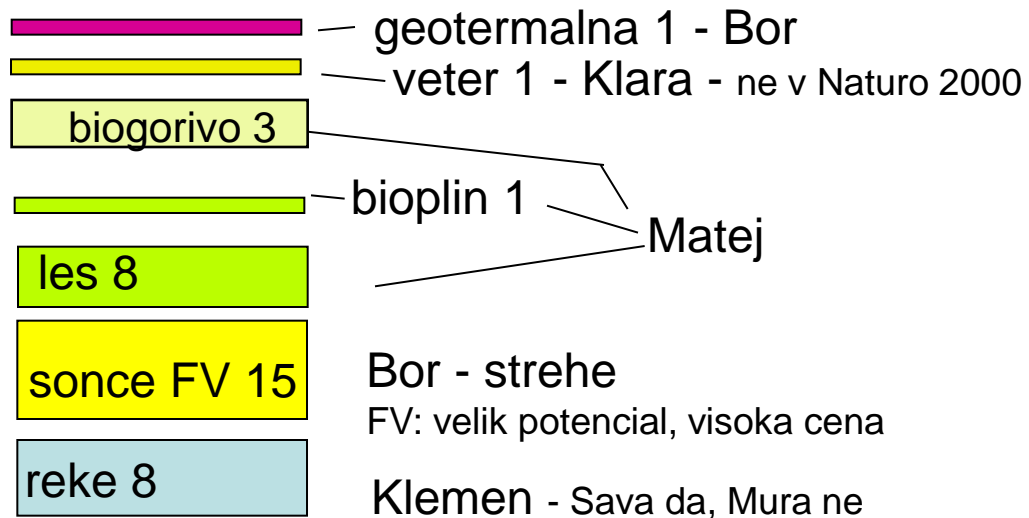 geotermalna 1 - Bor
veter 1 - Klara - ne v Naturo 2000
biogorivo 3
bioplin 1
Matej
les 8
sonce FV 15
Bor - strehe
FV: velik potencial, visoka cena
reke 8
Klemen - Sava da, Mura ne